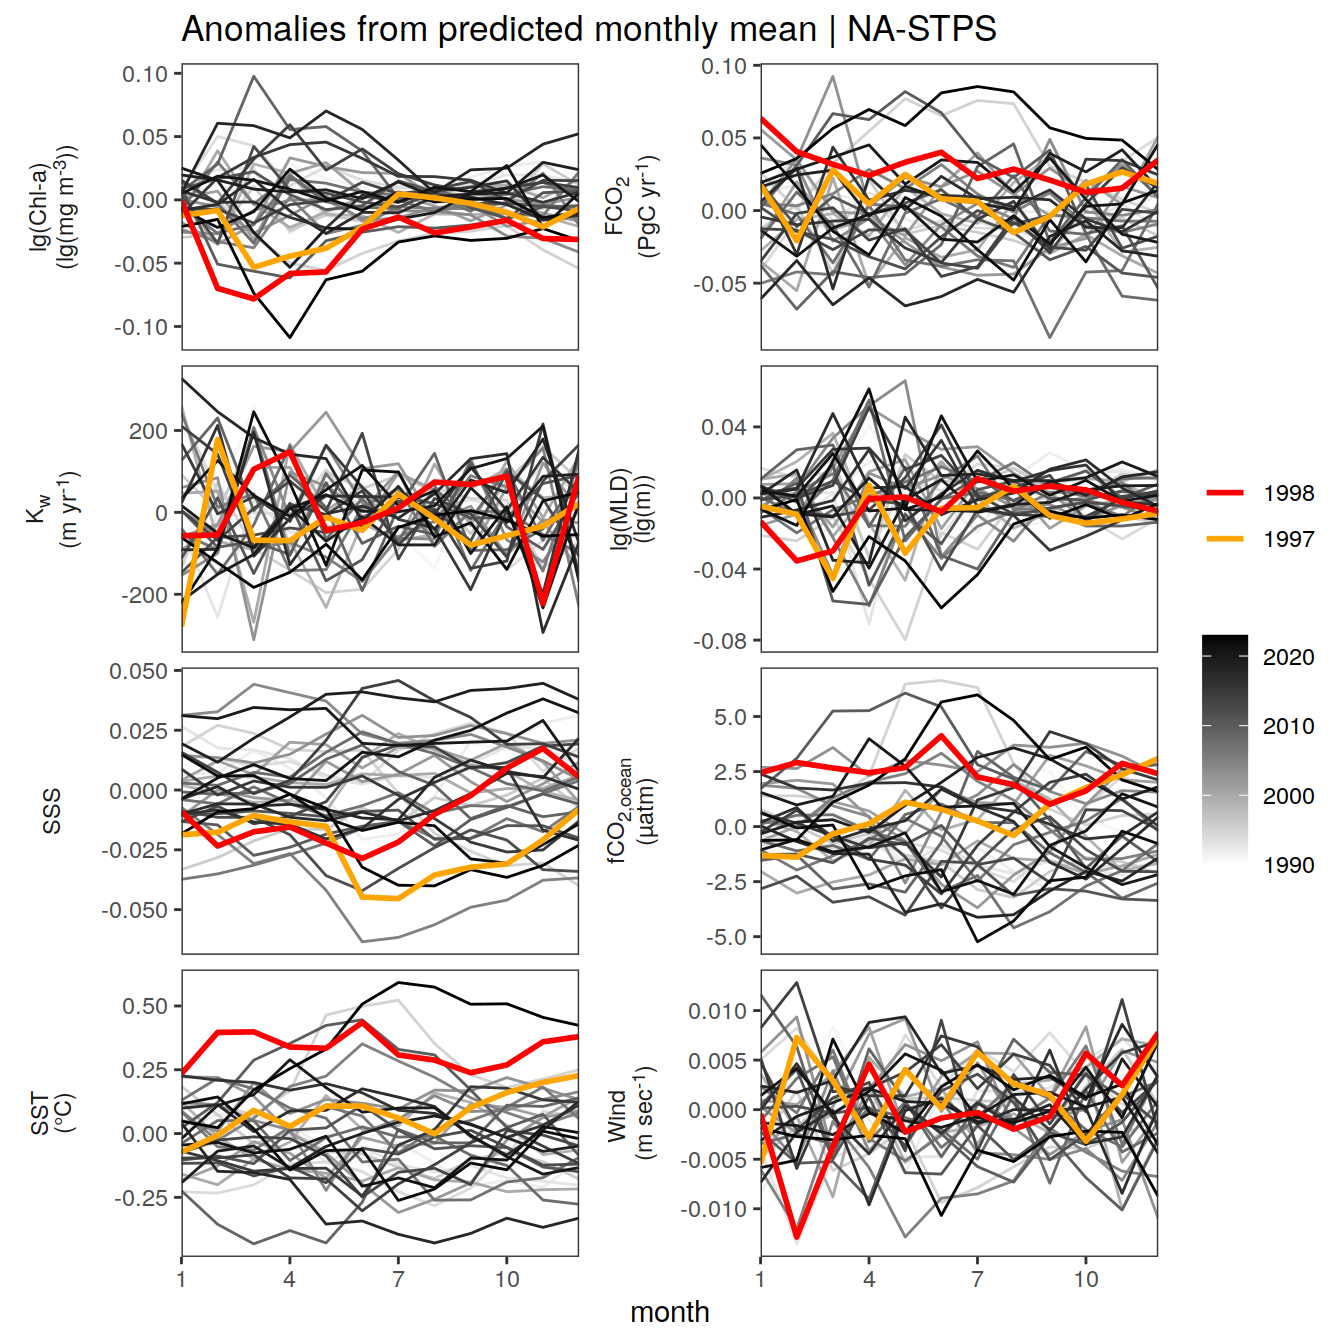 Anomalies from predicted monthly mean | NA-STPS
lg(Chl-a)
(lg(mg m⁻³))
0.10
0.05
0.00
-0.05
-0.10
FCO₂
(PgC yr⁻¹)
0.10
0.05
0.00
-0.05
K_w
(m yr⁻¹)
200
0
-200
lg(MLD)
(lg(m))
0.04
0.00
-0.04
-0.08
SSS
0.050
0.025
0.000
-0.025
-0.050
fCO₂,ocean
(µatm)
5.0
2.5
0.0
-2.5
-5.0
SST
(°C)
0.50
0.25
0.00
-0.25
Wind
(m sec⁻¹)
0.010
0.005
0.000
-0.005
-0.010
1 4 7 10
1 4 7 10
month
1998
1997
2020
2010
2000
1990